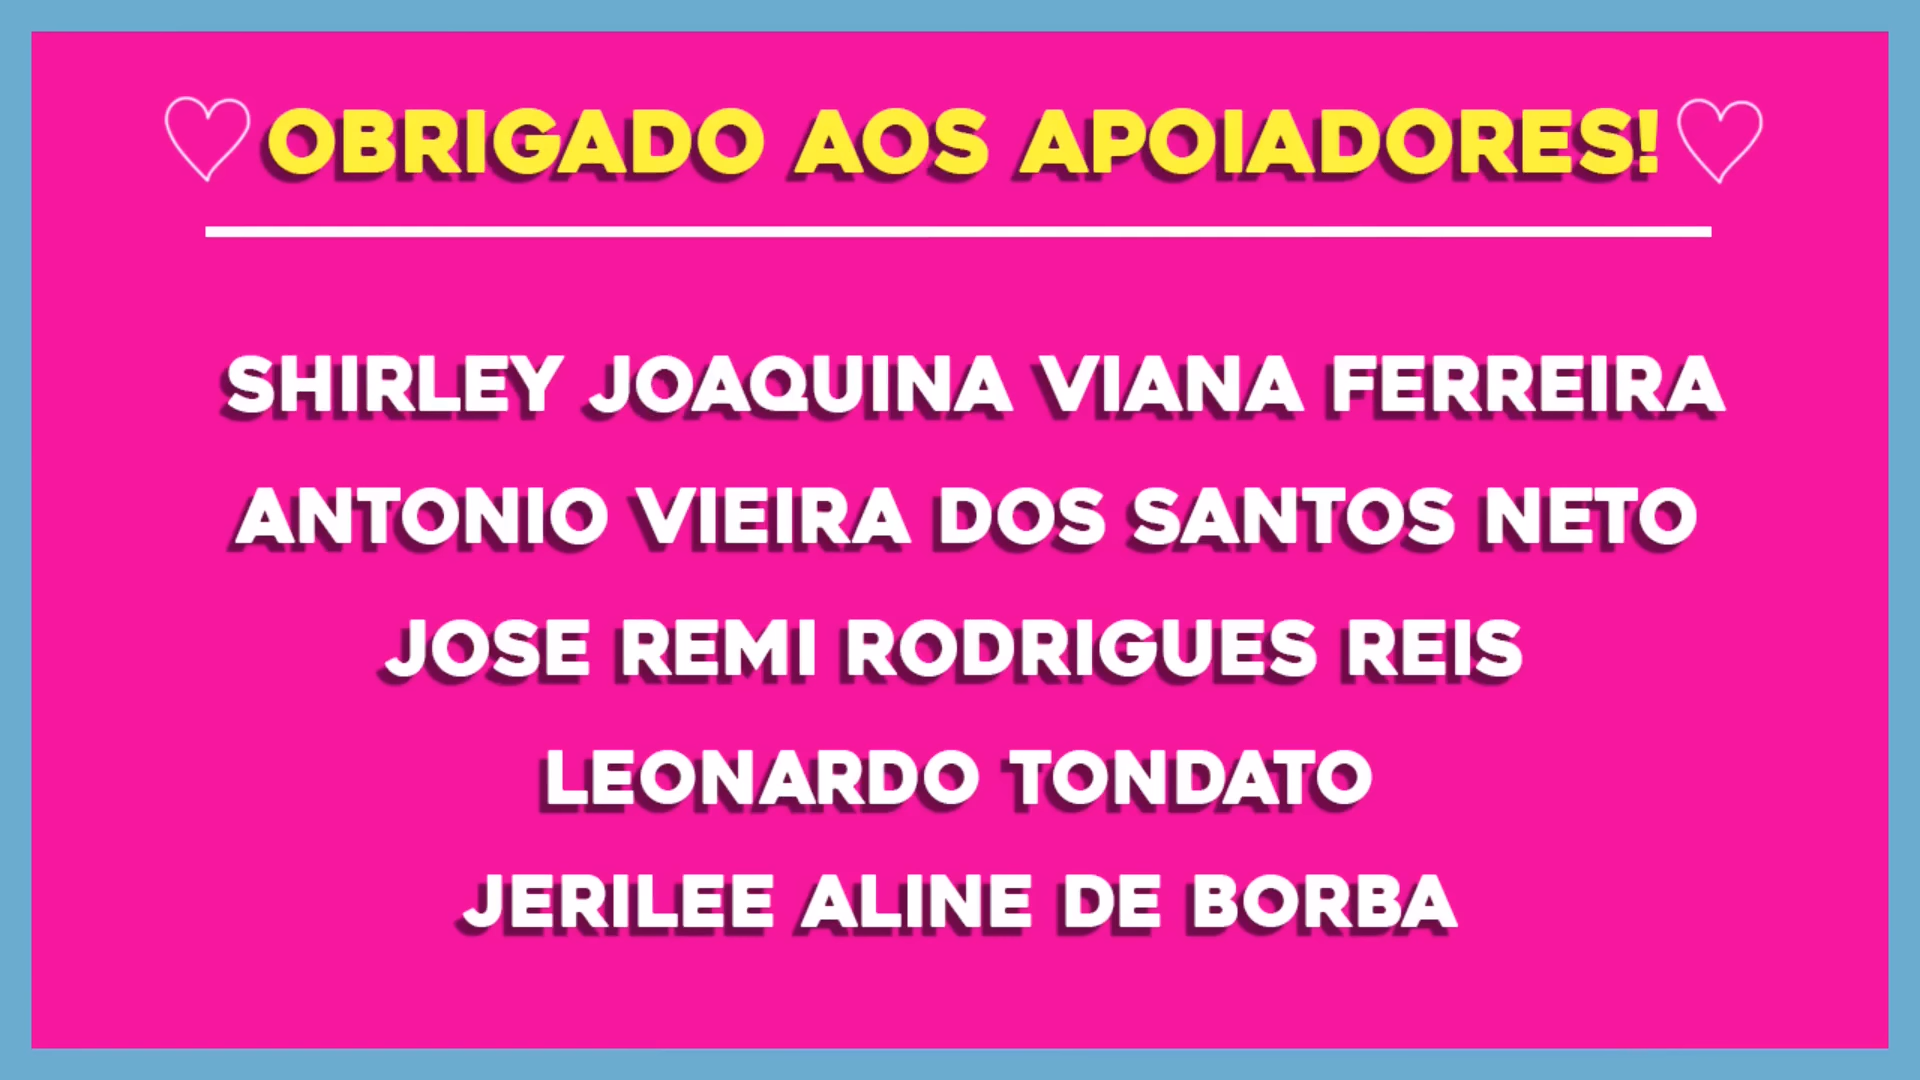 OBRIGADO AOS APOIADORES!
SHIRLEY JOAQUINA VIANA FERREIRA
ANTONIO VIEIRA DOS SANTOS NETO
JOSE REMI RODRIGUES REIS
LEONARDO TONDATO
JERILEE ALINE DE BORBA